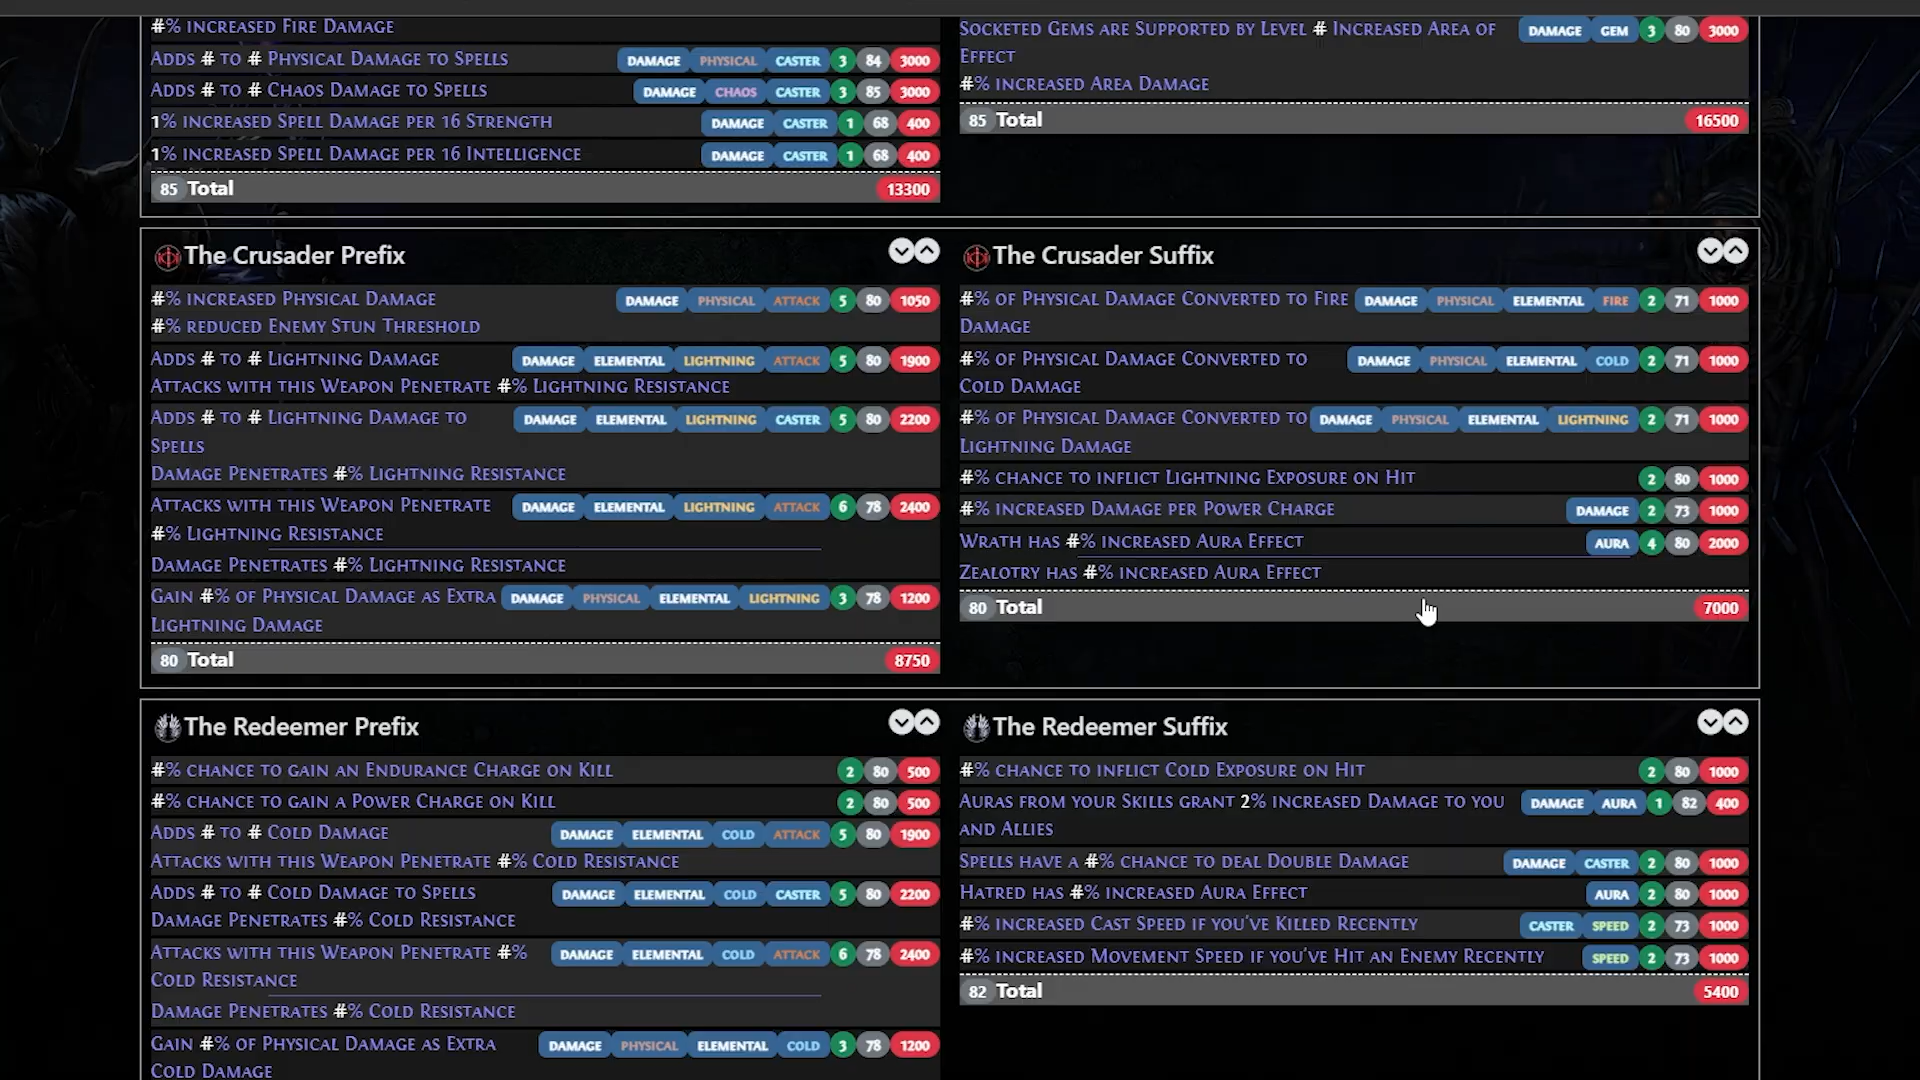 #% increased Fire Damage
Adds # to # Physical Damage to Spells DAMAGE PHYSICAL CASTER 3 84 3000
Adds # to # Chaos Damage to Spells DAMAGE CHAOS CASTER 3 85 3000
1% increased Spell Damage per 16 Strength DAMAGE CASTER 1 68 400
1% increased Spell Damage per 16 Intelligence DAMAGE CASTER 1 68 400
85 Total 13300
Socketed Gems are Supported by Level # Increased Area of DAMAGE GEM 3 80 3000
Effect
#% increased Area Damage
85 Total 16500
The Crusader Prefix
#% increased Physical Damage DAMAGE PHYSICAL ATTACK 5 80 1050
#% reduced Enemy Stun Threshold
Adds # to # Lightning Damage DAMAGE ELEMENTAL LIGHTNING ATTACK 5 80 1900
Attacks with this Weapon Penetrate #% Lightning Resistance
Adds # to # Lightning Damage to DAMAGE ELEMENTAL LIGHTNING CASTER 5 80 2200
Spells
Damage Penetrates #% Lightning Resistance
Attacks with this Weapon Penetrate DAMAGE ELEMENTAL LIGHTNING ATTACK 6 78 2400
#% Lightning Resistance
Damage Penetrates #% Lightning Resistance
Gain #% of Physical Damage as Extra DAMAGE PHYSICAL ELEMENTAL LIGHTNING 3 78 1200
Lightning Damage
80 Total 8750
The Crusader Suffix
#% of Physical Damage Converted to Fire DAMAGE PHYSICAL ELEMENTAL FIRE 2 71 1000
Damage
#% of Physical Damage Converted to DAMAGE PHYSICAL ELEMENTAL COLD 2 71 1000
Cold Damage
#% of Physical Damage Converted to DAMAGE PHYSICAL ELEMENTAL LIGHTNING 2 71 1000
Lightning Damage
#% chance to inflict Lightning Exposure on Hit 2 80 1000
#% increased Damage per Power Charge DAMAGE 2 73 1000
Wrath has #% increased Aura Effect AURA 4 80 2000
Zealotry has #% increased Aura Effect
80 Total 7000
The Redeemer Prefix
#% chance to gain an Endurance Charge on Kill 2 80 500
#% chance to gain a Power Charge on Kill 2 80 500
Adds # to # Cold Damage DAMAGE ELEMENTAL COLD ATTACK 5 80 1900
Attacks with this Weapon Penetrate #% Cold Resistance
Adds # to # Cold Damage to Spells DAMAGE ELEMENTAL COLD CASTER 5 80 2200
Damage Penetrates #% Cold Resistance
Attacks with this Weapon Penetrate #% DAMAGE ELEMENTAL COLD ATTACK 6 78 2400
Cold Resistance
Damage Penetrates #% Cold Resistance
Gain #% of Physical Damage as Extra DAMAGE PHYSICAL ELEMENTAL COLD 3 78 1200
Cold Damage
The Redeemer Suffix
#% chance to inflict Cold Exposure on Hit 2 80 1000
Auras from your Skills grant 2% increased Damage to you DAMAGE AURA 1 82 400
and Allies
Spells have a #% chance to deal Double Damage DAMAGE CASTER 2 80 1000
Hatred has #% increased Aura Effect AURA 2 80 1000
#% increased Cast Speed if you've Killed Recently CASTER SPEED 2 73 1000
#% increased Movement Speed if you've Hit an Enemy Recently SPEED 2 73 1000
82 Total 5400